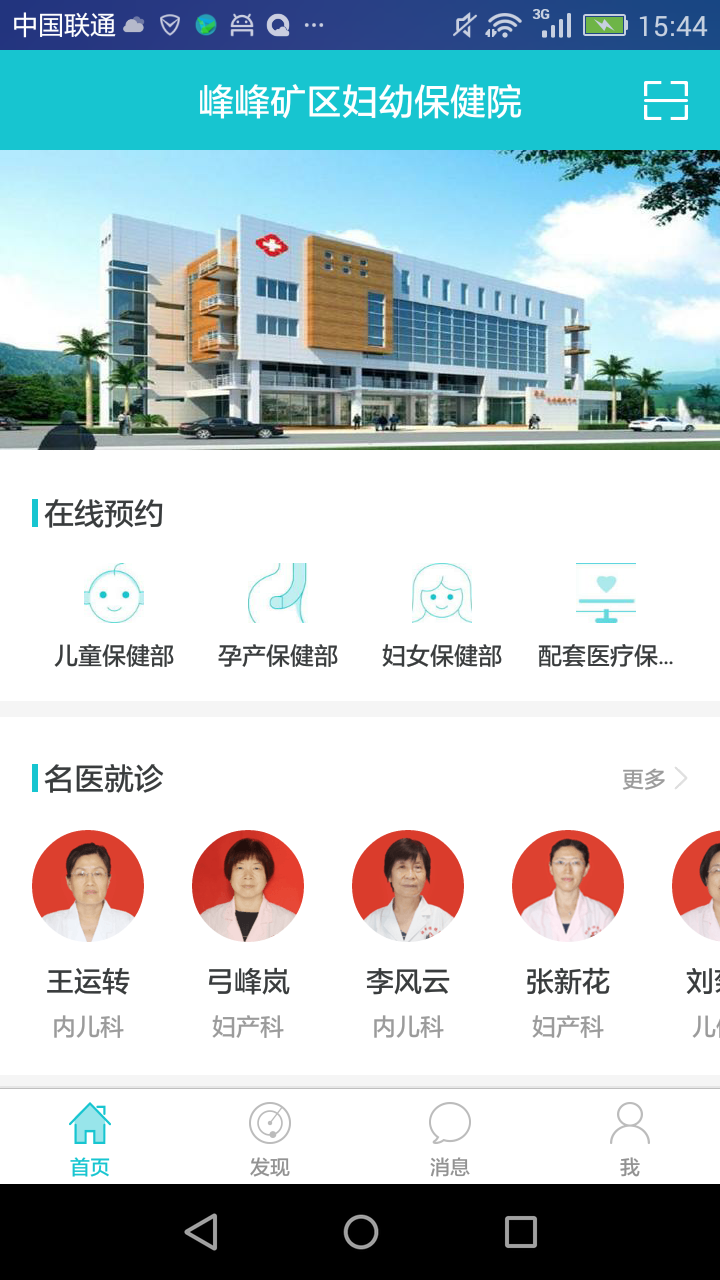 中国联通 3G 15:44
峰峰矿区妇幼保健院
在线预约
儿童保健部 孕产保健部 妇女保健部 配套医疗保...
名医就诊 更多
王运转 弓峰岚 李风云 张新花
内儿科 妇产科 内儿科 妇产科
首页 发现 消息 我